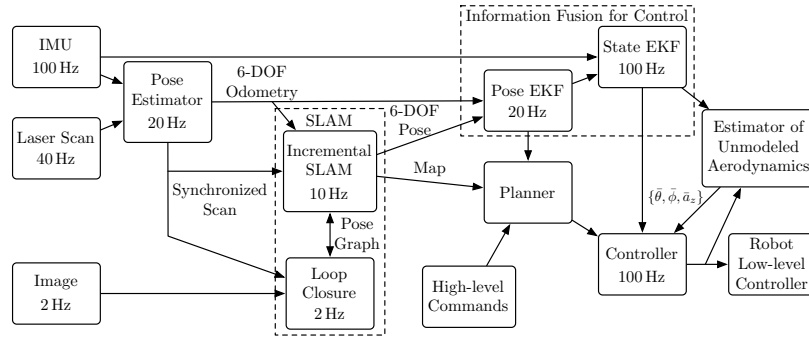 Information Fusion for Control
IMU
100 Hz
State EKF
100 Hz
Pose
Estimator
20 Hz
6-DOF
Odometry
Pose EKF
20 Hz
6-DOF
Pose
Laser Scan
40 Hz
SLAM
Incremental
SLAM
10 Hz
Estimator of
Unmodeled
Aerodynamics
Map
Synchronized
Scan
Planner
{θ̄, φ̄, ā_z}
Pose
Graph
Image
2 Hz
Loop
Closure
2 Hz
High-level
Commands
Controller
100 Hz
Robot
Low-level
Controller